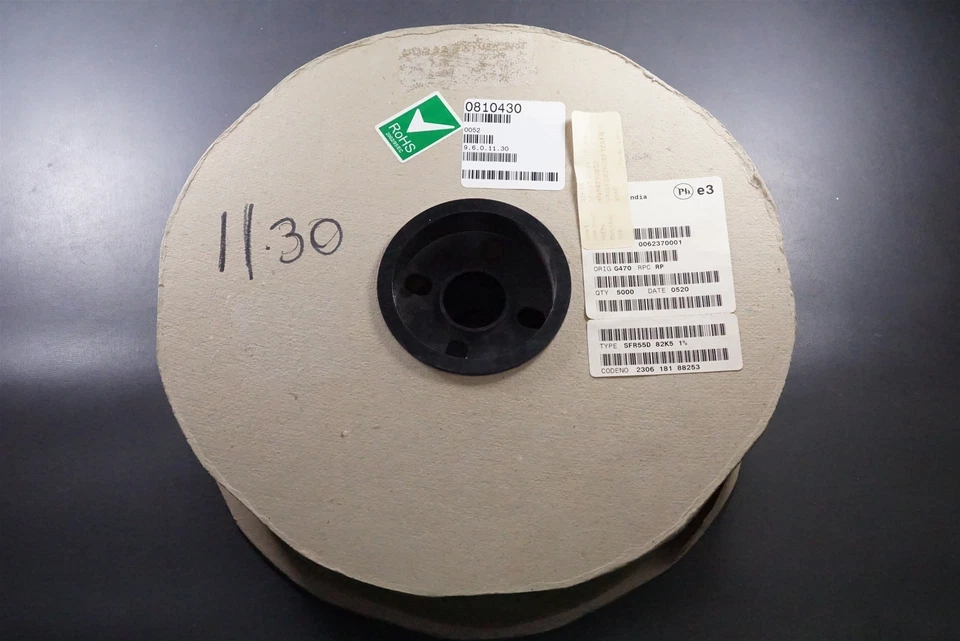 0810430
0052
9.6.0.11.30
RoHS
11.30
Pb e3
ndia
0062370001
ORIG G470 RPC RP
QTY 5000 DATE 0520
TYPE SFR55D 82K5 1%
CODENO 2306 181 88253